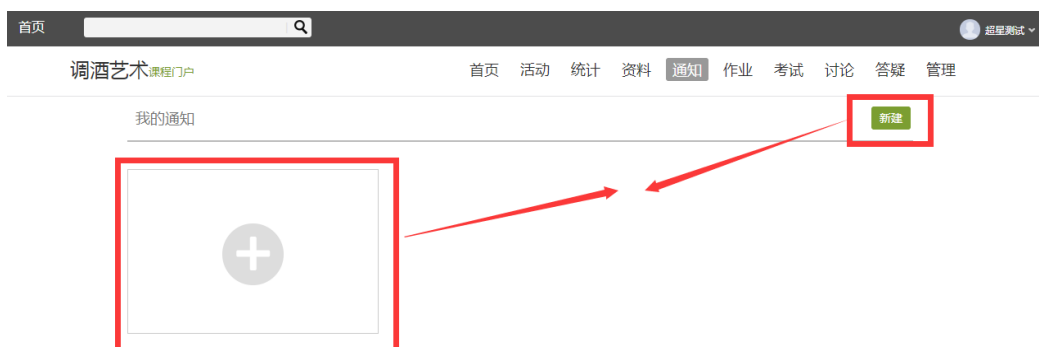 首页 超星测试
调酒艺术课程门户 首页 活动 统计 资料 通知 作业 考试 讨论 答疑 管理
我的通知 新建